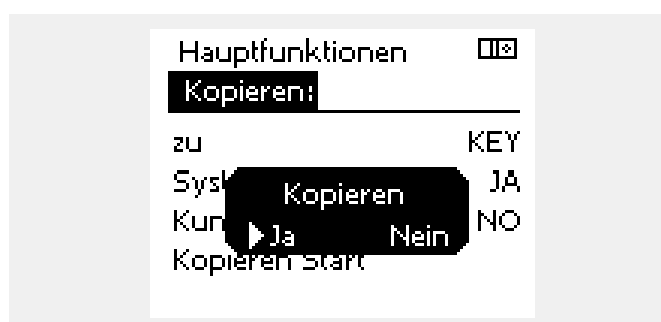 Hauptfunktionen
Kopieren:
zu KEY
JA
Kopieren
NO
Ja Nein
Kopieren Start